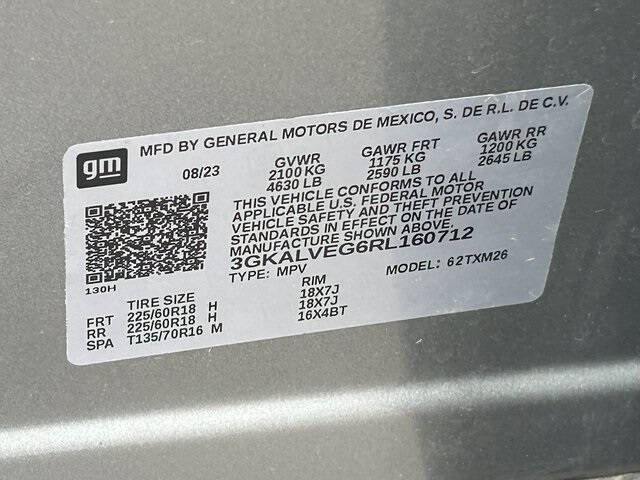 gm
MFD BY GENERAL MOTORS DE MEXICO, S. DE R.L. DE C.V.
08/23 GVWR GAWR FRT GAWR RR
2100 KG 1175 KG 1200 KG
4630 LB 2590 LB 2645 LB
THIS VEHICLE CONFORMS TO ALL
APPLICABLE U.S. FEDERAL MOTOR
VEHICLE SAFETY AND THEFT PREVENTION
STANDARDS IN EFFECT ON THE DATE OF
MANUFACTURE SHOWN ABOVE.
3GKALVEG6RL160712
TYPE: MPV MODEL: 62TXM26
130H
TIRE SIZE RIM
FRT 225/60R18 H 18X7J
RR 225/60R18 H 18X7J
SPA T135/70R16 M 16X4BT